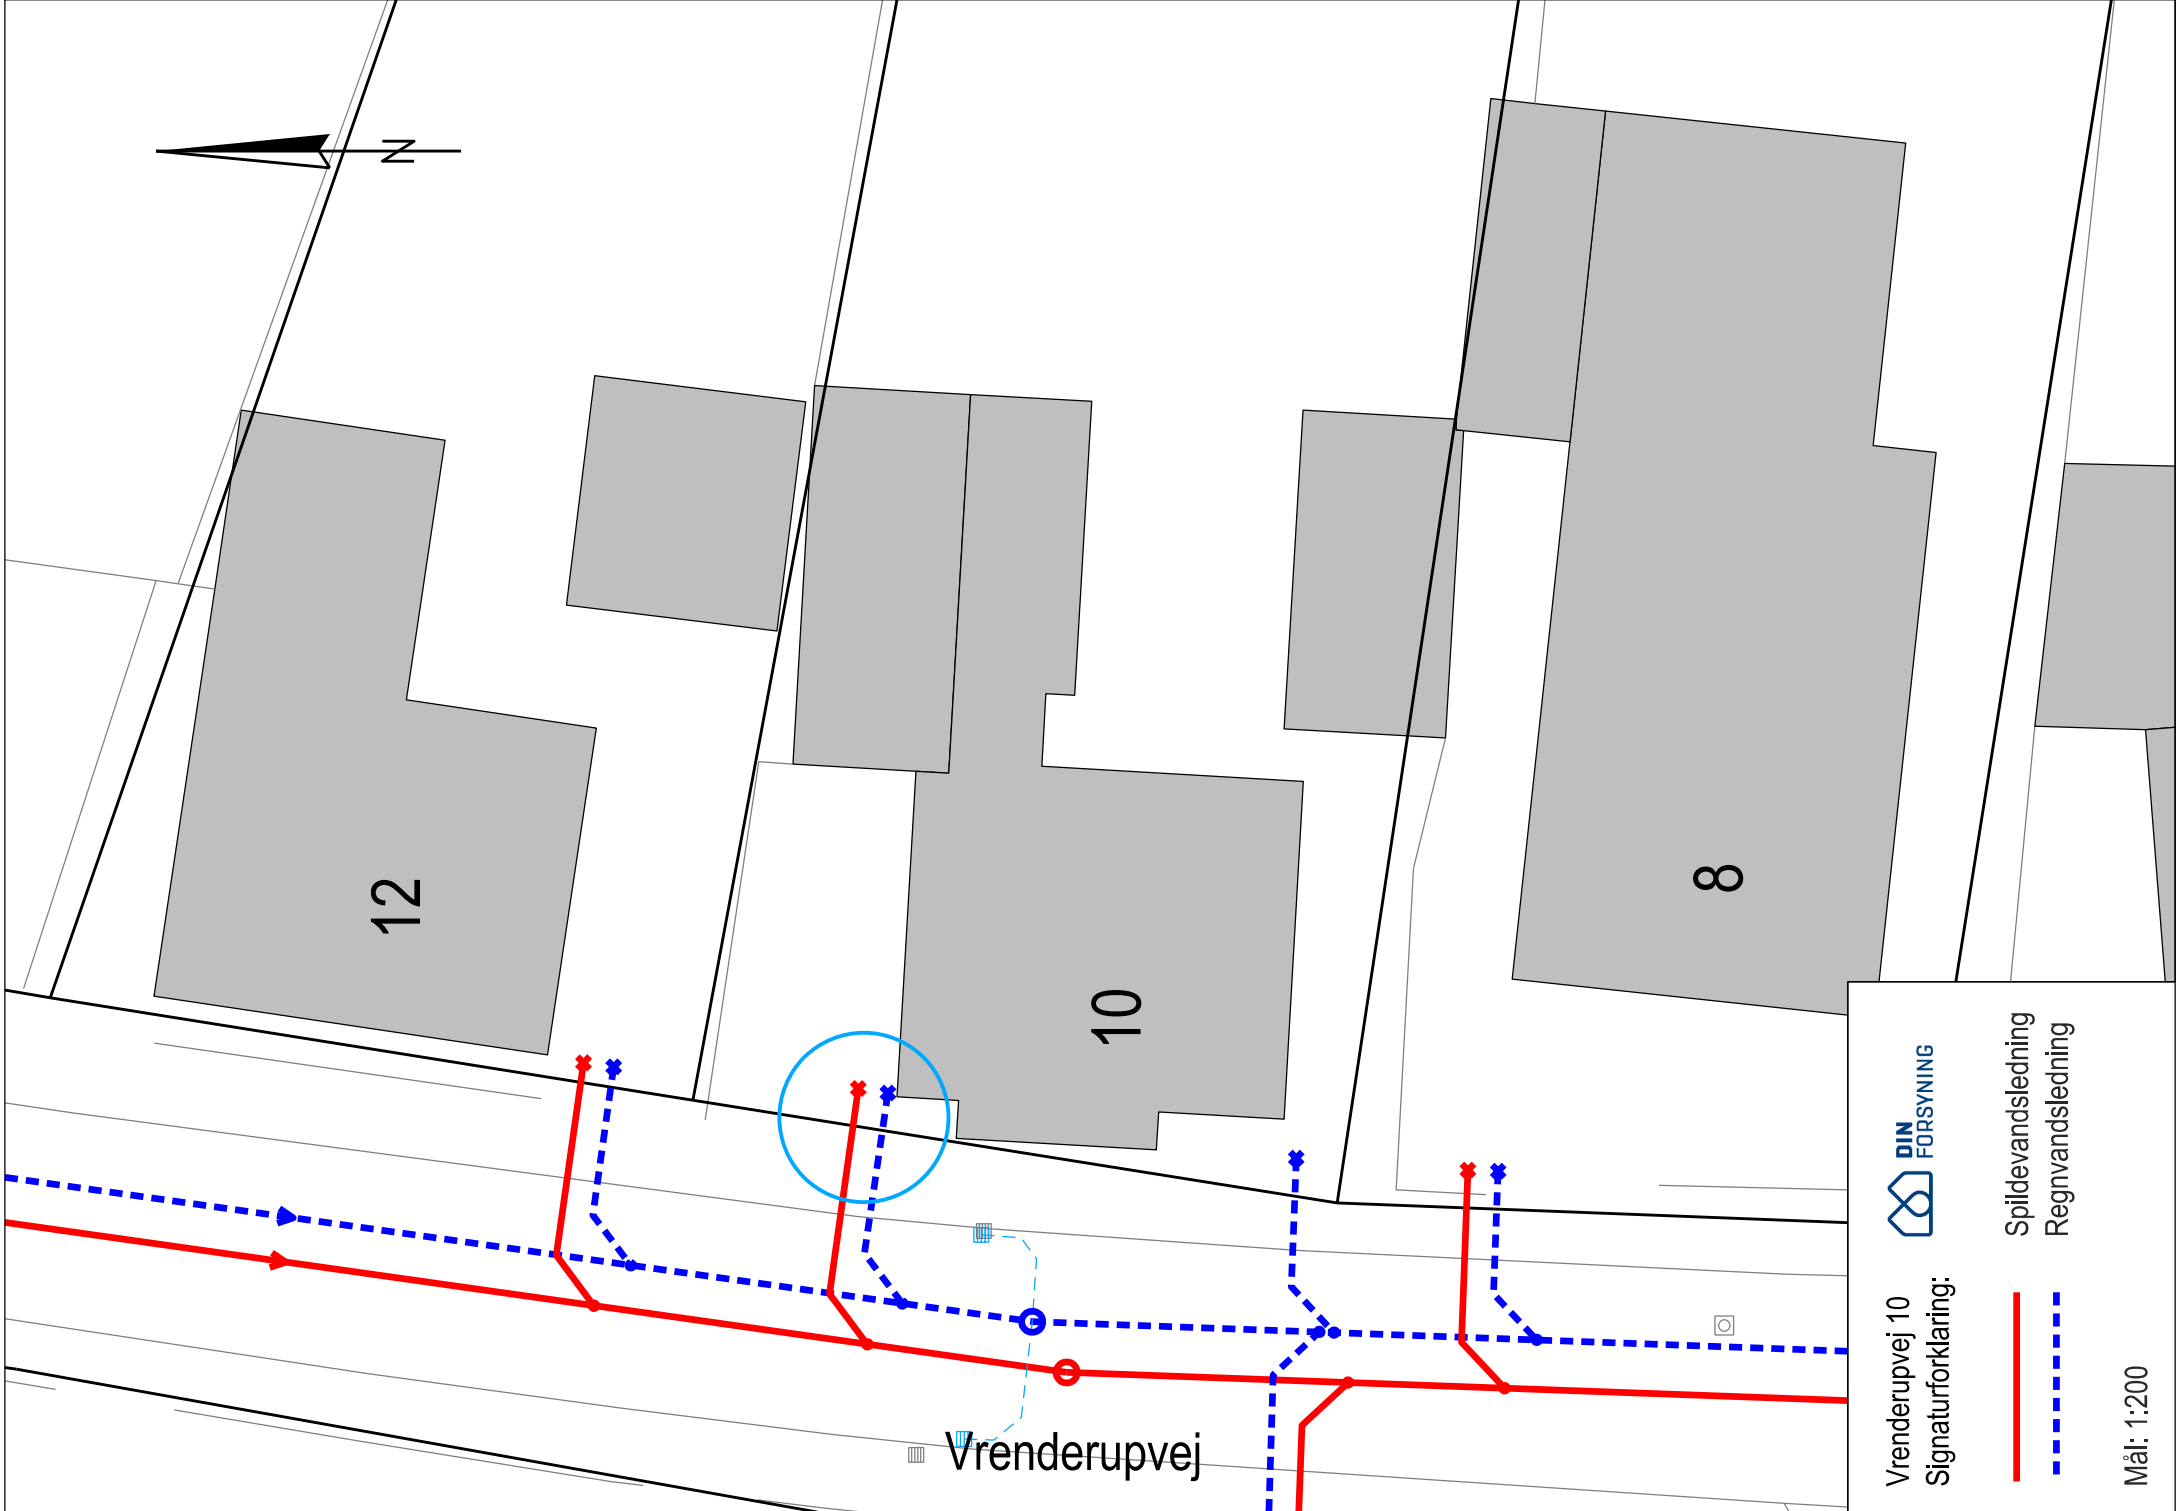 N
12
10
8
Vrenderupvej
DIN
FORSYNING
Vrenderupvej 10
Signaturforklaring:
Spildevandsledning
Regnvandsledning
Mål: 1:200